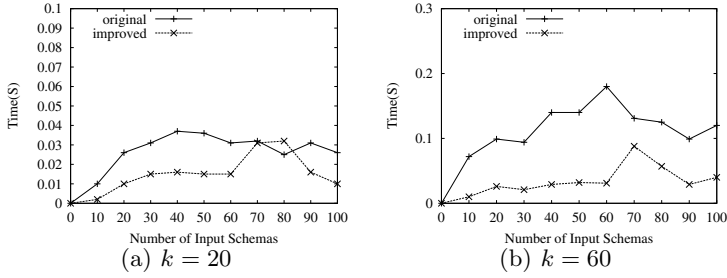 original
improved
0.1
0.09
0.08
0.07
0.06
0.05
0.04
0.03
0.02
0.01
0
Time(S)
0 10 20 30 40 50 60 70 80 90 100
Number of Input Schemas
(a) k = 20
original
improved
0.3
0.2
0.1
0
Time(S)
0 10 20 30 40 50 60 70 80 90 100
Number of Input Schemas
(b) k = 60